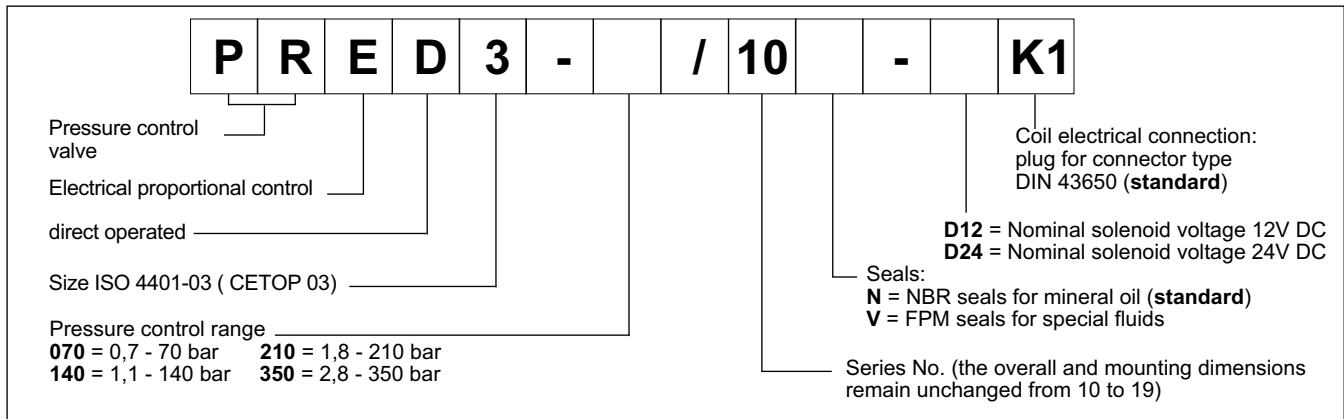 PRED3- /10 - K1
Pressure control
valve
Electrical proportional control
direct operated
Size ISO 4401-03 ( CETOP 03)
Pressure control range
070 = 0,7 - 70 bar 210 = 1,8 - 210 bar
140 = 1,1 - 140 bar 350 = 2,8 - 350 bar
Coil electrical connection:
plug for connector type
DIN 43650 (standard)
D12 = Nominal solenoid voltage 12V DC
D24 = Nominal solenoid voltage 24V DC
Seals:
N = NBR seals for mineral oil (standard)
V = FPM seals for special fluids
Series No. (the overall and mounting dimensions
remain unchanged from 10 to 19)